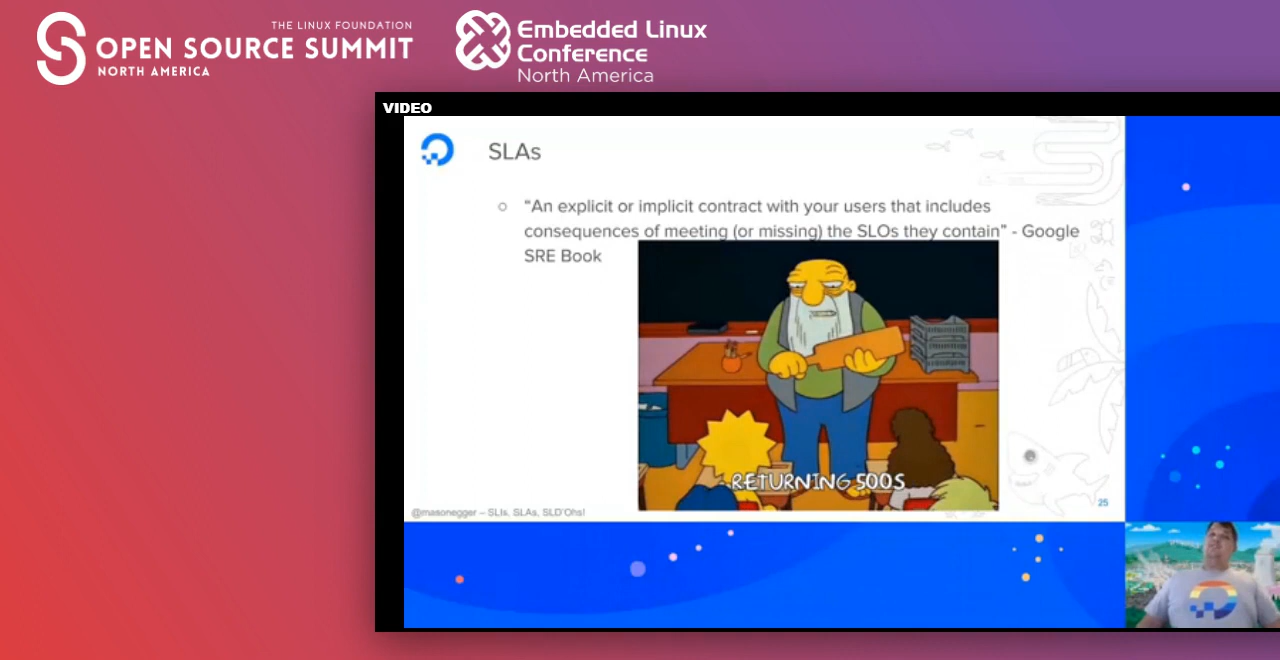 THE LINUX FOUNDATION
OPEN SOURCE SUMMIT
NORTH AMERICA
Embedded Linux
Conference
North America
VIDEO
SLAs
○ “An explicit or implicit contract with your users that includes
consequences of meeting (or missing) the SLOs they contain” - Google
SRE Book
RETURNING 500S
25
@masonegger – SLIs, SLAs, SLD'Ohs!